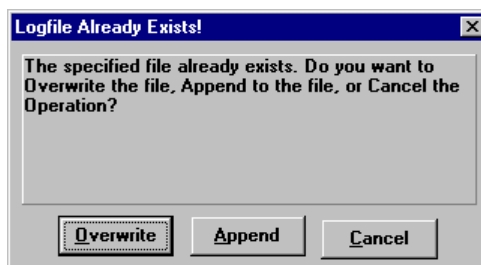 Logfile Already Exists!
The specified file already exists. Do you want to
Overwrite the file, Append to the file, or Cancel the
Operation?
Overwrite Append Cancel